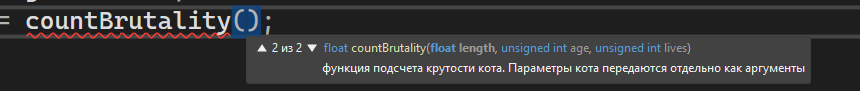 = countBrutality();
▲ 2 из 2 ▼ float countBrutality(float length, unsigned int age, unsigned int lives)
функция подсчета крутости кота. Параметры кота передаются отдельно как аргументы